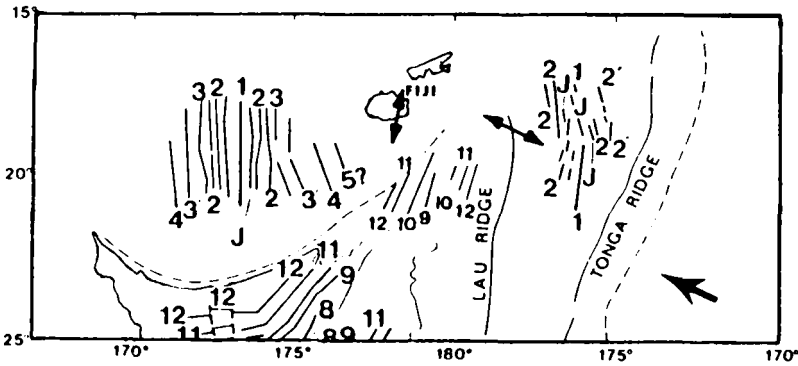 15°
1
3 2 2 3
2 J 1 2´
J
FIJI
2
2 2´
11 11
20°
5?
2 2 3 4
4 3 2
12 10 9 10 12
2 J
1
J
LAU RIDGE
TONGA RIDGE
11
12 9
12
12 8 11
11 8 9
25°
170° 175° 180° 175° 170°